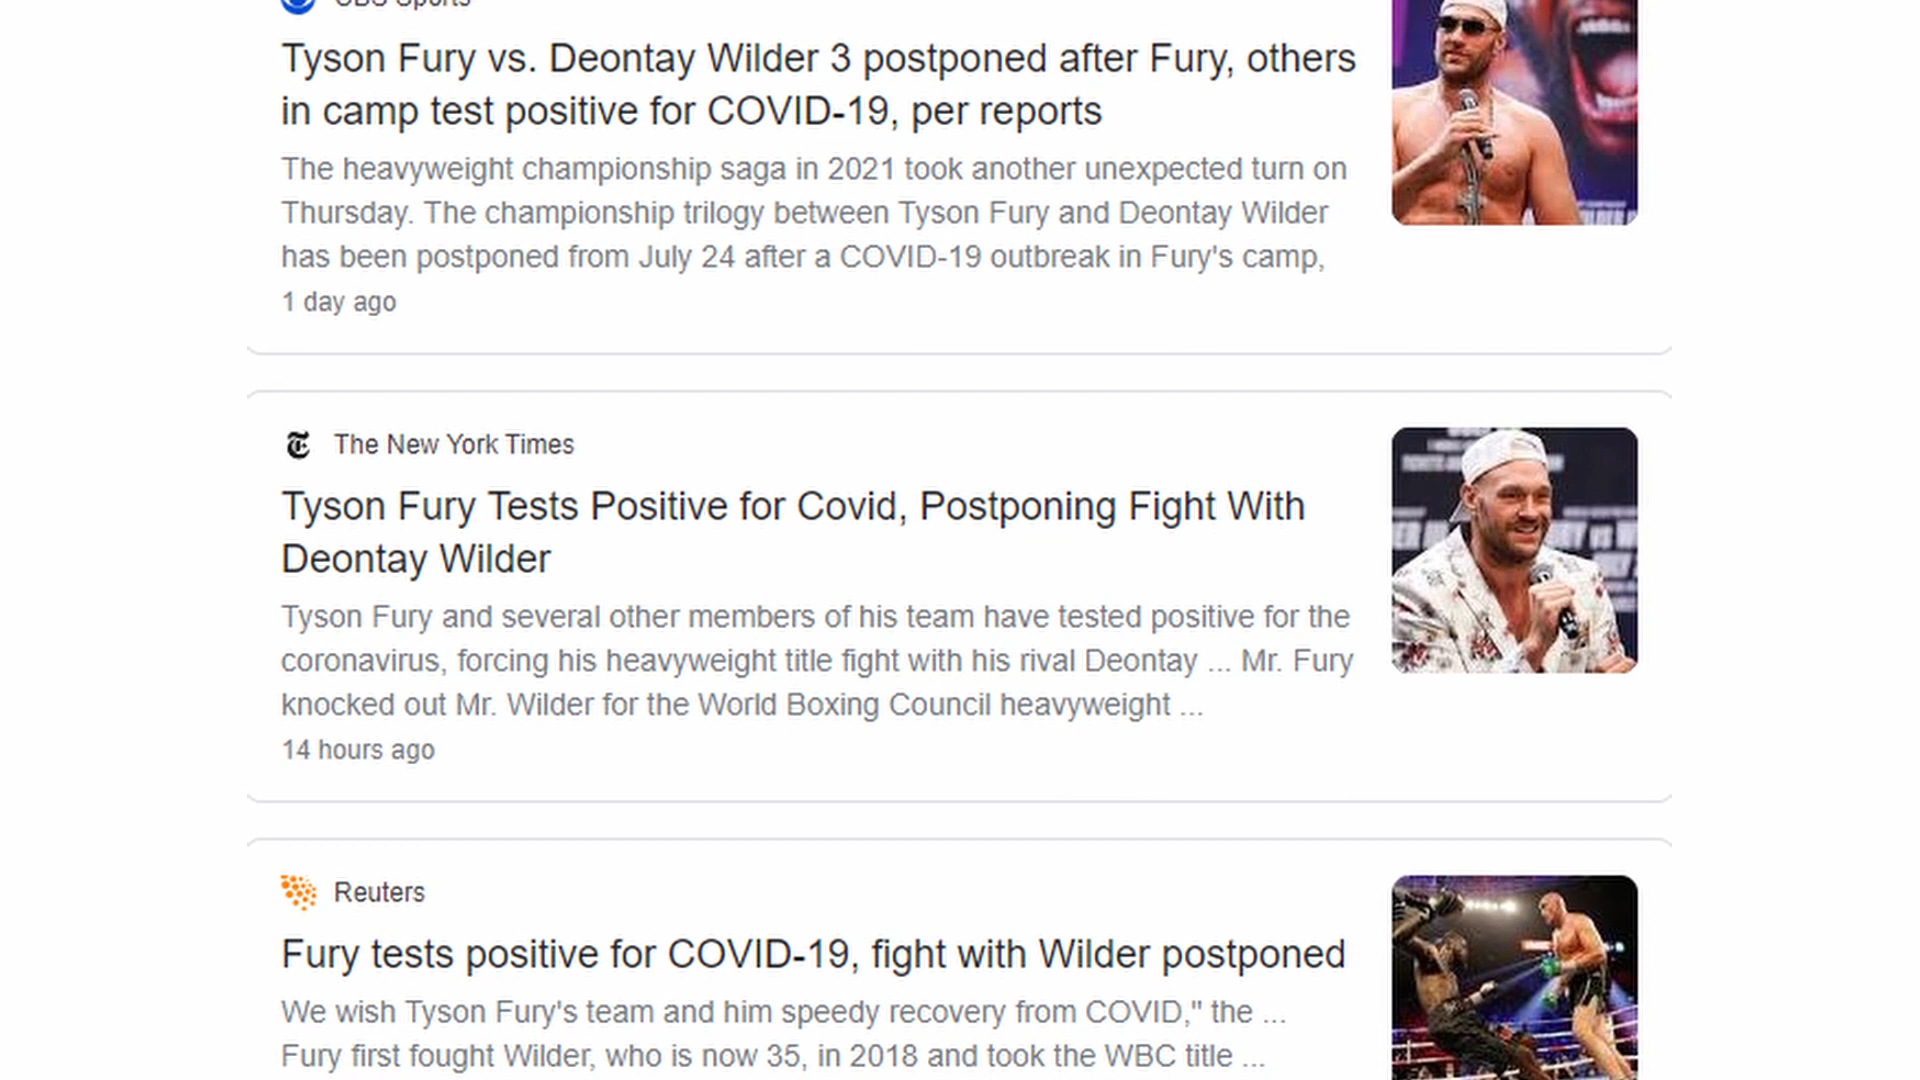 CBS Sports
Tyson Fury vs. Deontay Wilder 3 postponed after Fury, others
in camp test positive for COVID-19, per reports
The heavyweight championship saga in 2021 took another unexpected turn on
Thursday. The championship trilogy between Tyson Fury and Deontay Wilder
has been postponed from July 24 after a COVID-19 outbreak in Fury's camp,
1 day ago
The New York Times
Tyson Fury Tests Positive for Covid, Postponing Fight With
Deontay Wilder
Tyson Fury and several other members of his team have tested positive for the
coronavirus, forcing his heavyweight title fight with his rival Deontay ... Mr. Fury
knocked out Mr. Wilder for the World Boxing Council heavyweight ...
14 hours ago
Reuters
Fury tests positive for COVID-19, fight with Wilder postponed
We wish Tyson Fury's team and him speedy recovery from COVID," the ...
Fury first fought Wilder, who is now 35, in 2018 and took the WBC title ...